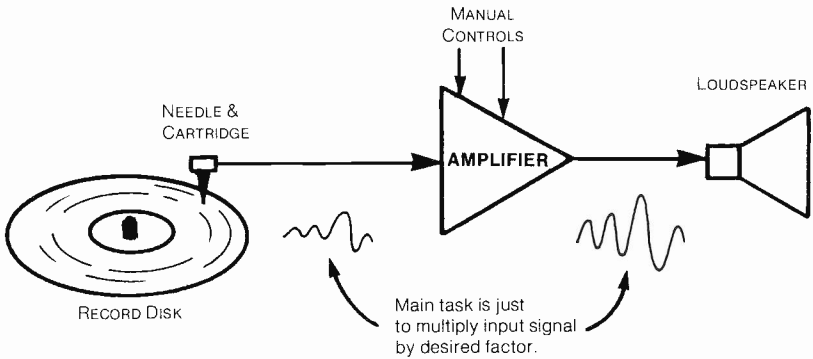 MANUAL
CONTROLS
LOUDSPEAKER
NEEDLE &
CARTRIDGE
AMPLIFIER
RECORD DISK
Main task is just
to multiply input signal
by desired factor.